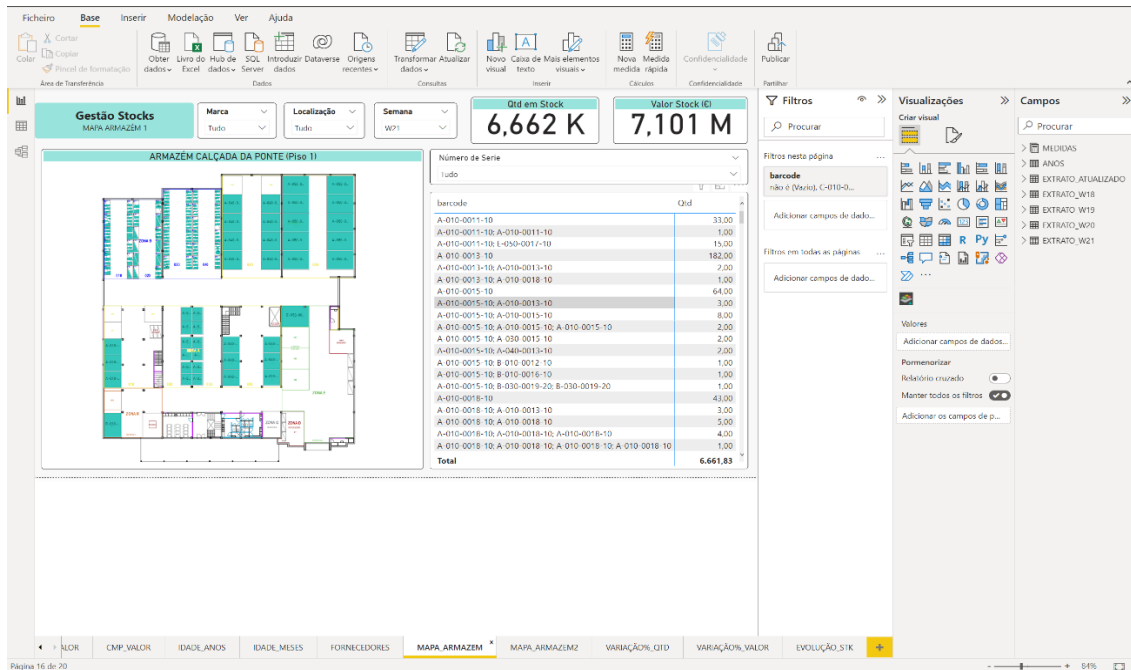 Ficheiro Base Inserir Modelação Ver Ajuda
Colar
Cortar
Copiar
Pincel de formatação
Área de Transferência
Obter dados
Livro do Excel
Hub de dados
SQL Server
Introduzir dados
Dataverse
Origens recentes
Dados
Transformar dados
Atualizar
Consultas
Novo visual
Caixa de texto
Mais elementos visuais
Inserir
Nova medida
Medida rápida
Cálculos
Confidencialidade
Confidencialidade
Publicar
Partilhar
Gestão Stocks
MAPA ARMAZÉM 1
Marca
Tudo
Localização
Tudo
Semana
W21
Qtd em Stock
6,662 K
Valor Stock (€)
7,101 M
ARMAZÉM CALÇADA DA PONTE (Piso 1)
Número de Serie
Tudo
barcode Qtd
A-010-0011-10 33,00
A-010-0011-10; A-010-0011-10 1,00
A-010-0011-10; E-050-0017-10 15,00
A-010-0013-10 182,00
A-010-0013-10; A-010-0013-10 2,00
A-010-0013-10; A-010-0018-10 1,00
A-010-0015-10 64,00
A-010-0015-10; A-010-0013-10 3,00
A-010-0015-10; A-010-0015-10 8,00
A-010-0015-10; A-010-0015-10; A-010-0015-10 2,00
A-010-0015-10; A-030-0015-10 2,00
A-010-0015-10; A-040-0013-10 2,00
A-010-0015-10; B-010-0012-10 1,00
A-010-0015-10; B-010-0016-10 1,00
A-010-0015-10; B-030-0019-20; B-030-0019-20 1,00
A-010-0018-10 43,00
A-010-0018-10; A-010-0013-10 3,00
A-010-0018-10; A-010-0018-10 5,00
A-010-0018-10; A-010-0018-10; A-010-0018-10 4,00
A-010-0018-10; A-010-0018-10; A-010-0018-10; A-010-0018-10 1,00
Total 6.661,83
Filtros
Procurar
Filtros nesta página ...
barcode
não é (Vazio), C-010-0...
Adicionar campos de dado...
Filtros em todas as páginas ...
Adicionar campos de dado...
Visualizações
Criar visual
R Py
...
Valores
Adicionar campos de dados...
Pormenorizar
Relatório cruzado
Manter todos os filtros
Adicionar os campos de p...
Campos
Procurar
MEDIDAS
ANOS
EXTRATO_ATUALIZADO
EXTRATO_W18
EXTRATO_W19
EXTRATO_W20
EXTRATO_W21
ALOR CMP_VALOR IDADE_ANOS IDADE_MESES FORNECEDORES MAPA_ARMAZEM MAPA_ARMAZEM2 VARIAÇÃO%_QTD VARIAÇÃO%_VALOR EVOLUÇÃO_STK
Página 16 de 20
84%